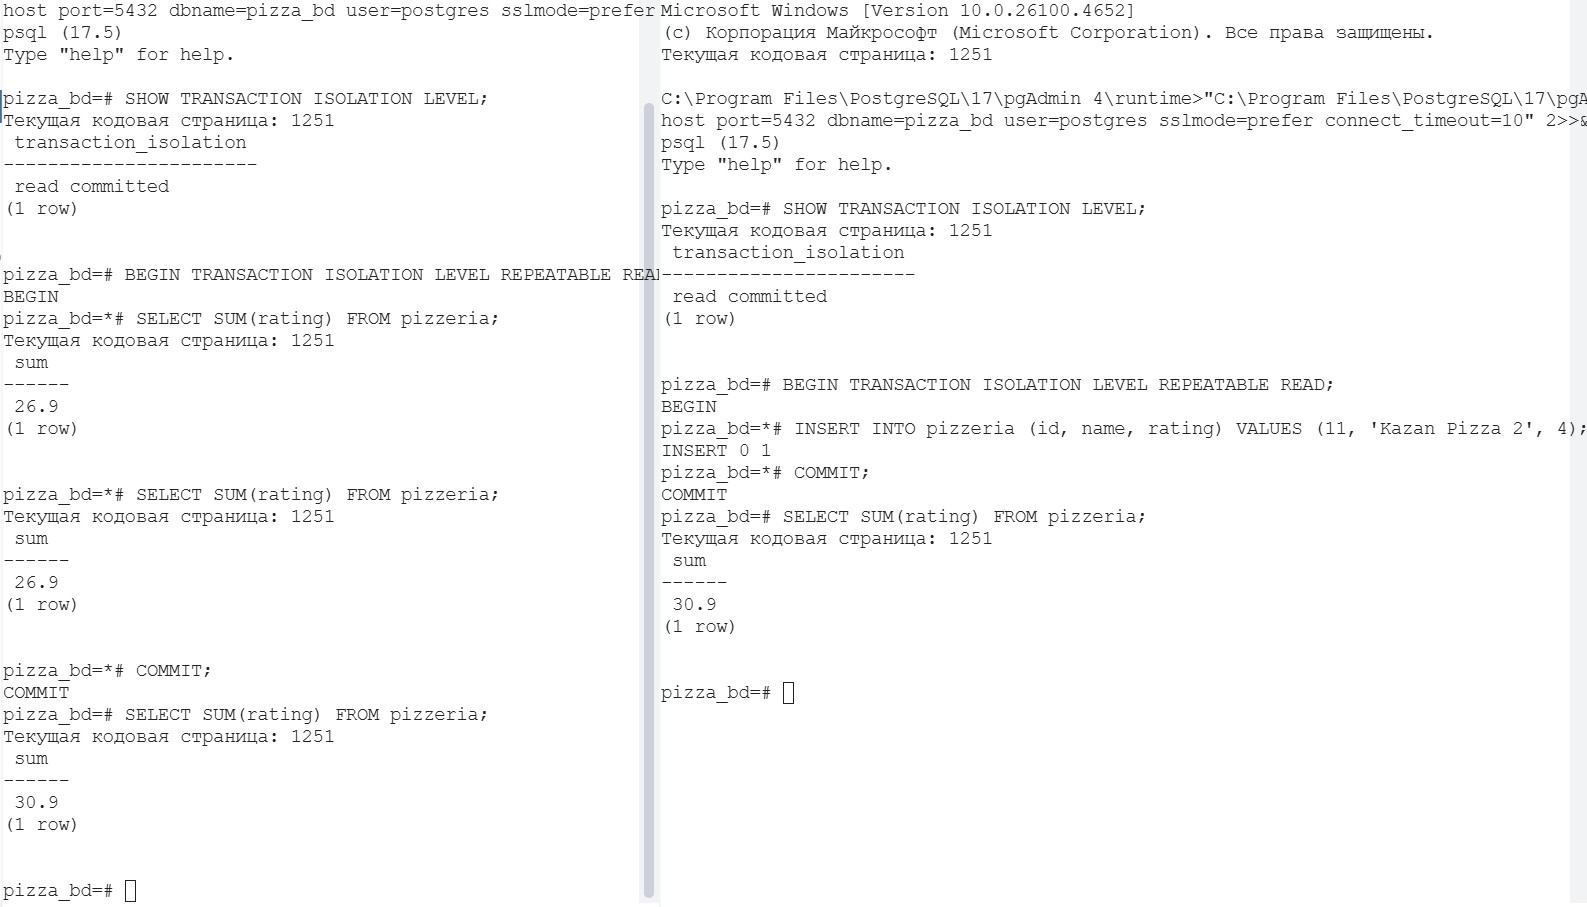 host port=5432 dbname=pizza_bd user=postgres sslmode=prefer
psql (17.5)
Type "help" for help.
pizza_bd=# SHOW TRANSACTION ISOLATION LEVEL;
Текущая кодовая страница: 1251
transaction_isolation
-----------------------
read committed
(1 row)
pizza_bd=# BEGIN TRANSACTION ISOLATION LEVEL REPEATABLE REA
BEGIN
pizza_bd=*# SELECT SUM(rating) FROM pizzeria;
Текущая кодовая страница: 1251
sum
------
26.9
(1 row)
pizza_bd=*# SELECT SUM(rating) FROM pizzeria;
Текущая кодовая страница: 1251
sum
------
26.9
(1 row)
pizza_bd=*# COMMIT;
COMMIT
pizza_bd=# SELECT SUM(rating) FROM pizzeria;
Текущая кодовая страница: 1251
sum
------
30.9
(1 row)
pizza_bd=#
Microsoft Windows [Version 10.0.26100.4652]
(c) Корпорация Майкрософт (Microsoft Corporation). Все права защищены.
Текущая кодовая страница: 1251
C:\Program Files\PostgreSQL\17\pgAdmin 4\runtime>"C:\Program Files\PostgreSQL\17\pgA
host port=5432 dbname=pizza_bd user=postgres sslmode=prefer connect_timeout=10" 2>>&
psql (17.5)
Type "help" for help.
pizza_bd=# SHOW TRANSACTION ISOLATION LEVEL;
Текущая кодовая страница: 1251
transaction_isolation
-----------------------
read committed
(1 row)
pizza_bd=# BEGIN TRANSACTION ISOLATION LEVEL REPEATABLE READ;
BEGIN
pizza_bd=*# INSERT INTO pizzeria (id, name, rating) VALUES (11, 'Kazan Pizza 2', 4);
INSERT 0 1
pizza_bd=*# COMMIT;
COMMIT
pizza_bd=# SELECT SUM(rating) FROM pizzeria;
Текущая кодовая страница: 1251
sum
------
30.9
(1 row)
pizza_bd=#